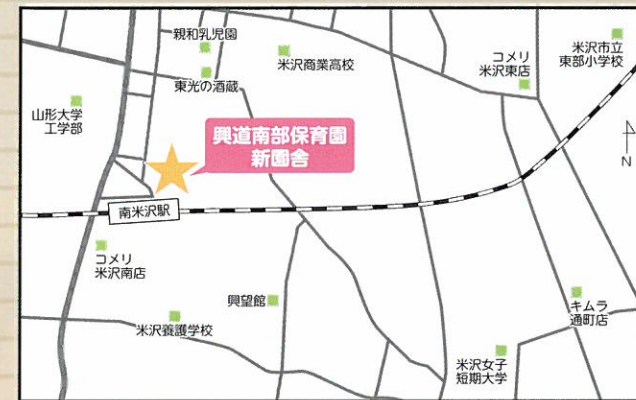 親和乳児園
米沢商業高校
コメリ
米沢東店
米沢市立
東部小学校
東光の酒蔵
山形大学
工学部
興道南部保育園
新園舎
N
南米沢駅
コメリ
米沢南店
興望館
米沢養護学校
キムラ
通町店
米沢女子
短期大学